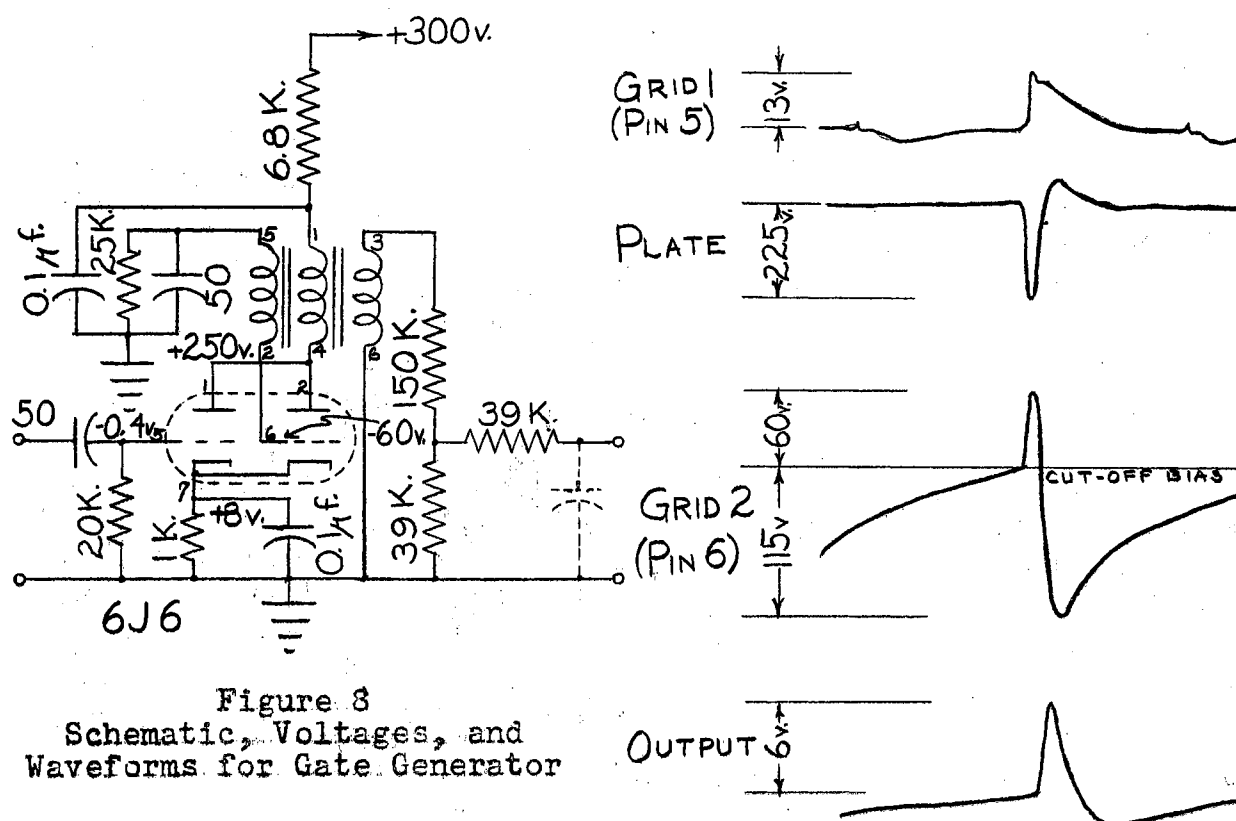 +300v.
6.8K.
0.1μf.
25K.
50
5
1
3
+250v.
2
4
6
150K.
1
2
50
-0.4v.
5
6
-60v.
39K.
7
+8v.
20K.
1K.
0.1μf.
39K.
6J6
Figure 8
Schematic, Voltages, and
Waveforms for Gate Generator
GRID 1
(PIN 5)
13v.
PLATE
225v.
60v.
CUT-OFF BIAS
GRID 2
(PIN 6)
115v
OUTPUT
6v.